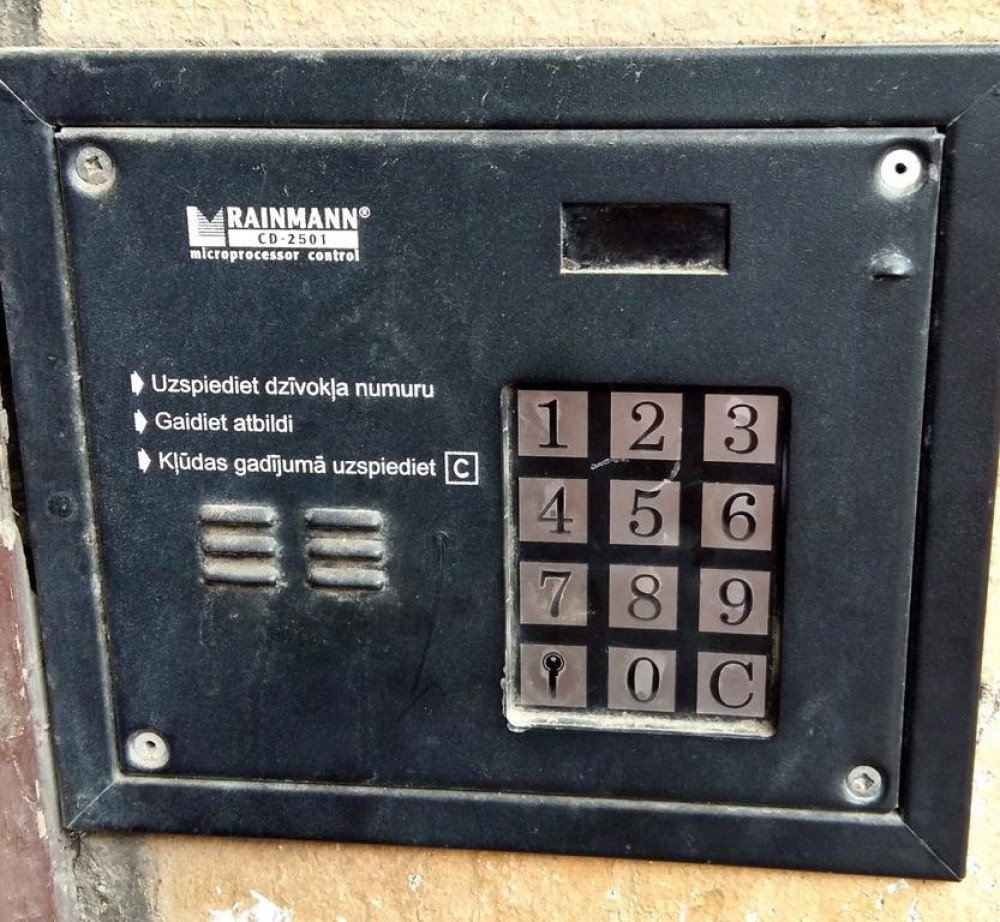 RAINMANN®
CD-2501
microprocessor control
Uzspiediet dzīvokļa numuru
Gaidiet atbildi
Kļūdas gadījumā uzspiediet C
1 2 3
4 5 6
7 8 9
0 C